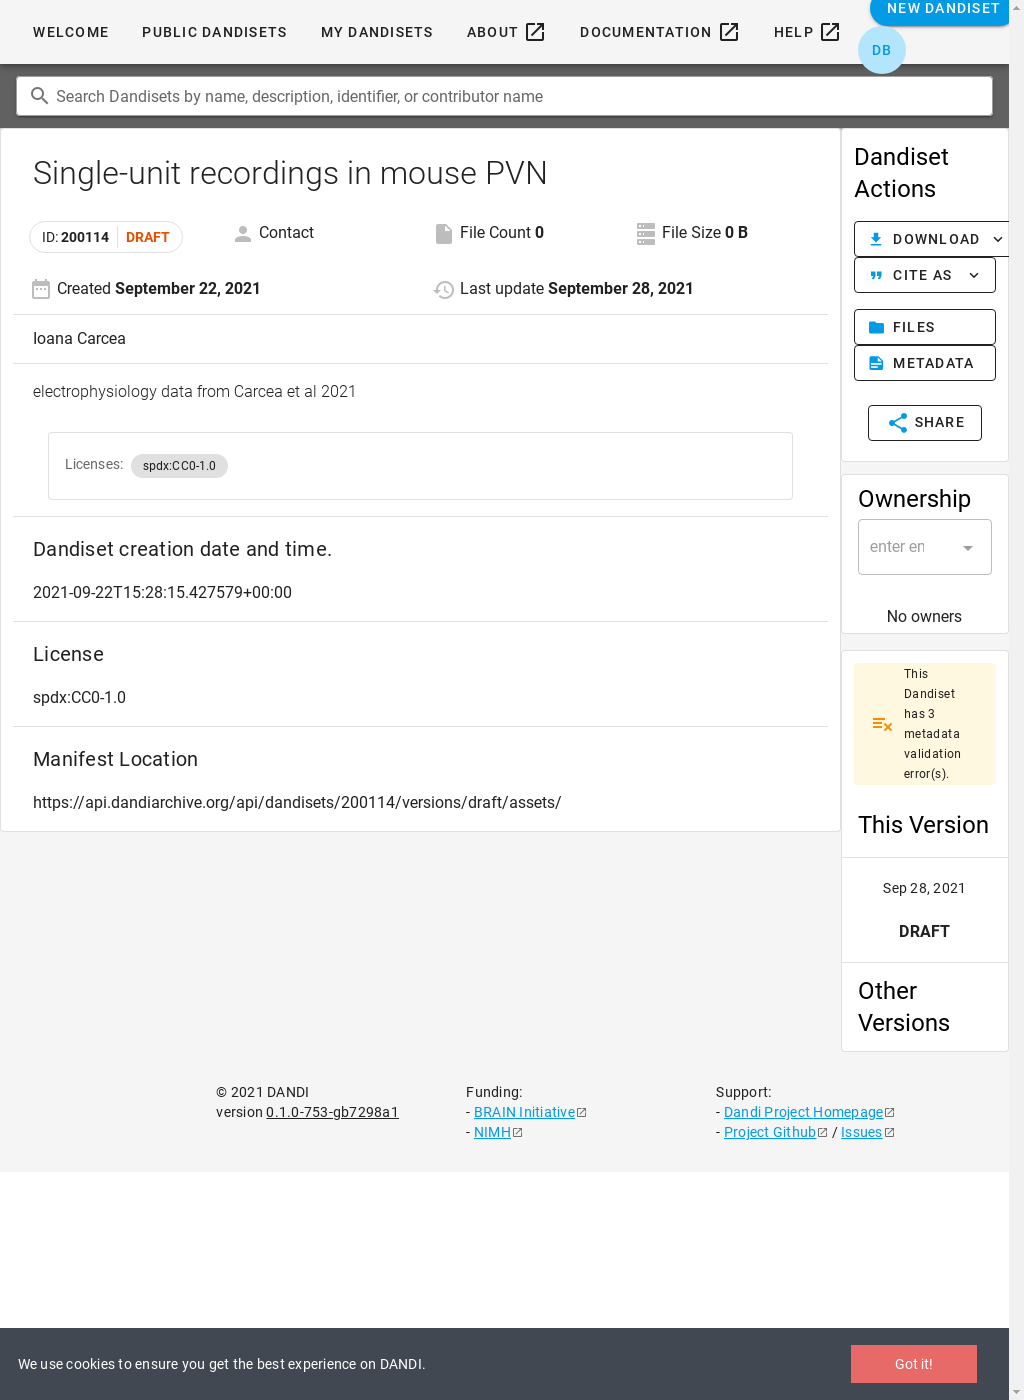 WELCOME PUBLIC DANDISETS MY DANDISETS ABOUT DOCUMENTATION HELP NEW DANDISET
DB
Search Dandisets by name, description, identifier, or contributor name
Single-unit recordings in mouse PVN
ID: 200114 DRAFT Contact File Count 0 File Size 0 B
Created September 22, 2021 Last update September 28, 2021
Ioana Carcea
electrophysiology data from Carcea et al 2021
Licenses: spdx:CC0-1.0
Dandiset creation date and time.
2021-09-22T15:28:15.427579+00:00
License
spdx:CC0-1.0
Manifest Location
https://api.dandiarchive.org/api/dandisets/200114/versions/draft/assets/
Dandiset
Actions
DOWNLOAD
CITE AS
FILES
METADATA
SHARE
Ownership
enter en
No owners
This
Dandiset
has 3
metadata
validation
error(s).
This Version
Sep 28, 2021
DRAFT
Other
Versions
© 2021 DANDI
version 0.1.0-753-gb7298a1
Funding:
- BRAIN Initiative
- NIMH
Support:
- Dandi Project Homepage
- Project Github / Issues
We use cookies to ensure you get the best experience on DANDI.
Got it!